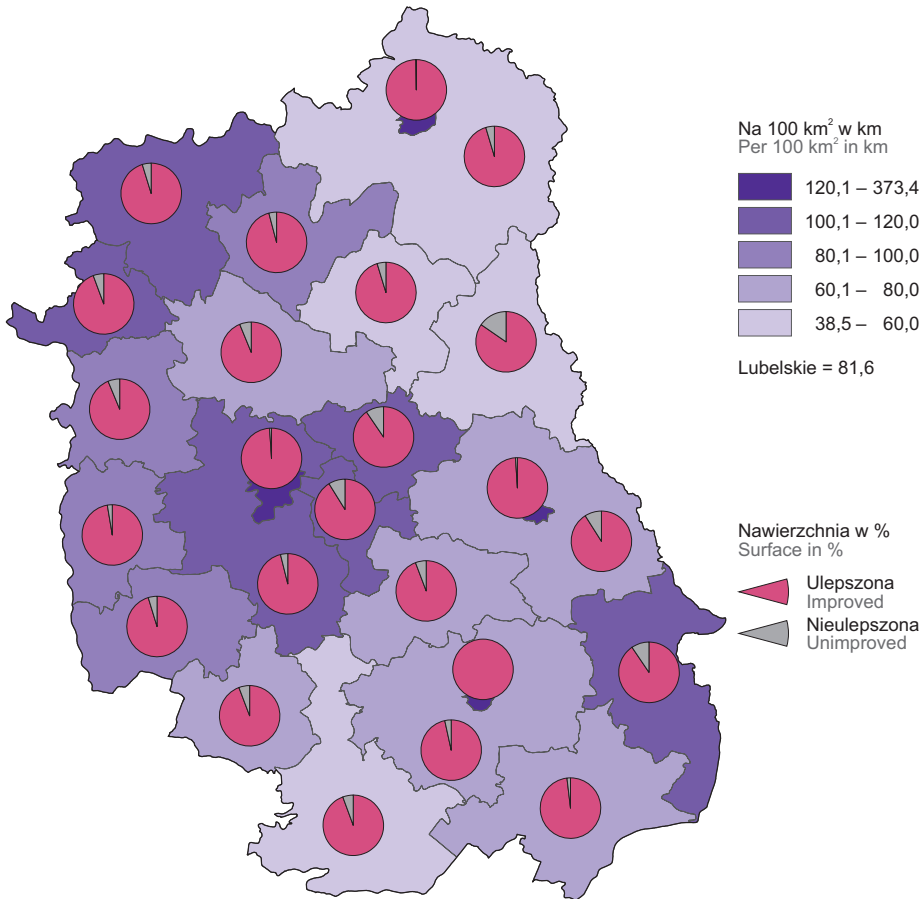 Na 100 km² w km
Per 100 km² in km
120,1 – 373,4
100,1 – 120,0
80,1 – 100,0
60,1 – 80,0
38,5 – 60,0
Lubelskie = 81,6
Nawierzchnia w %
Surface in %
Ulepszona
Improved
Nieulepszona
Unimproved